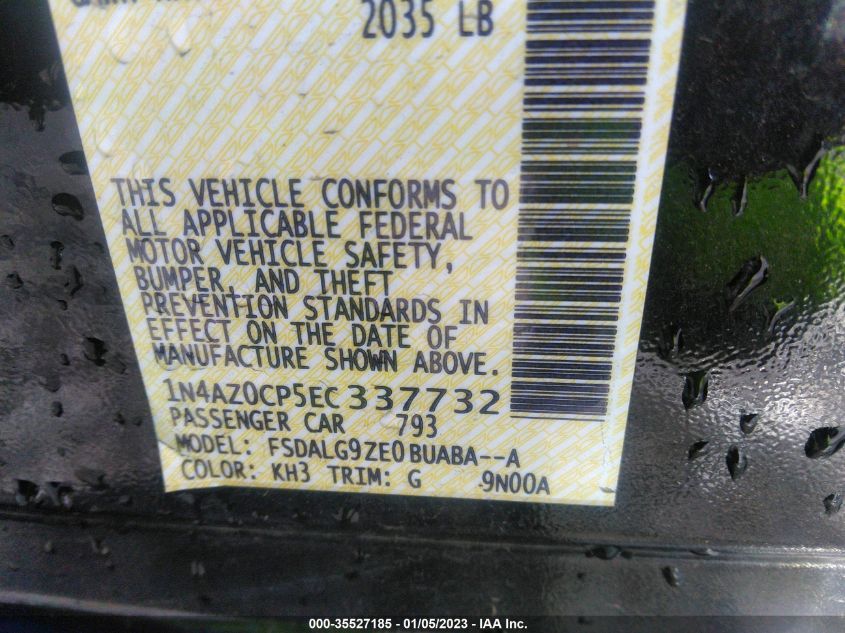 2035 LB
THIS VEHICLE CONFORMS TO
ALL APPLICABLE FEDERAL
MOTOR VEHICLE SAFETY,
BUMPER, AND THEFT
PREVENTION STANDARDS IN
EFFECT ON THE DATE OF
MANUFACTURE SHOWN ABOVE.
1N4AZ0CP5EC337732
PASSENGER CAR 793
MODEL: FSDALG9ZE0BUABA--A
COLOR: KH3 TRIM: G 9N00A
000-35527185 - 01/05/2023 - IAA Inc.